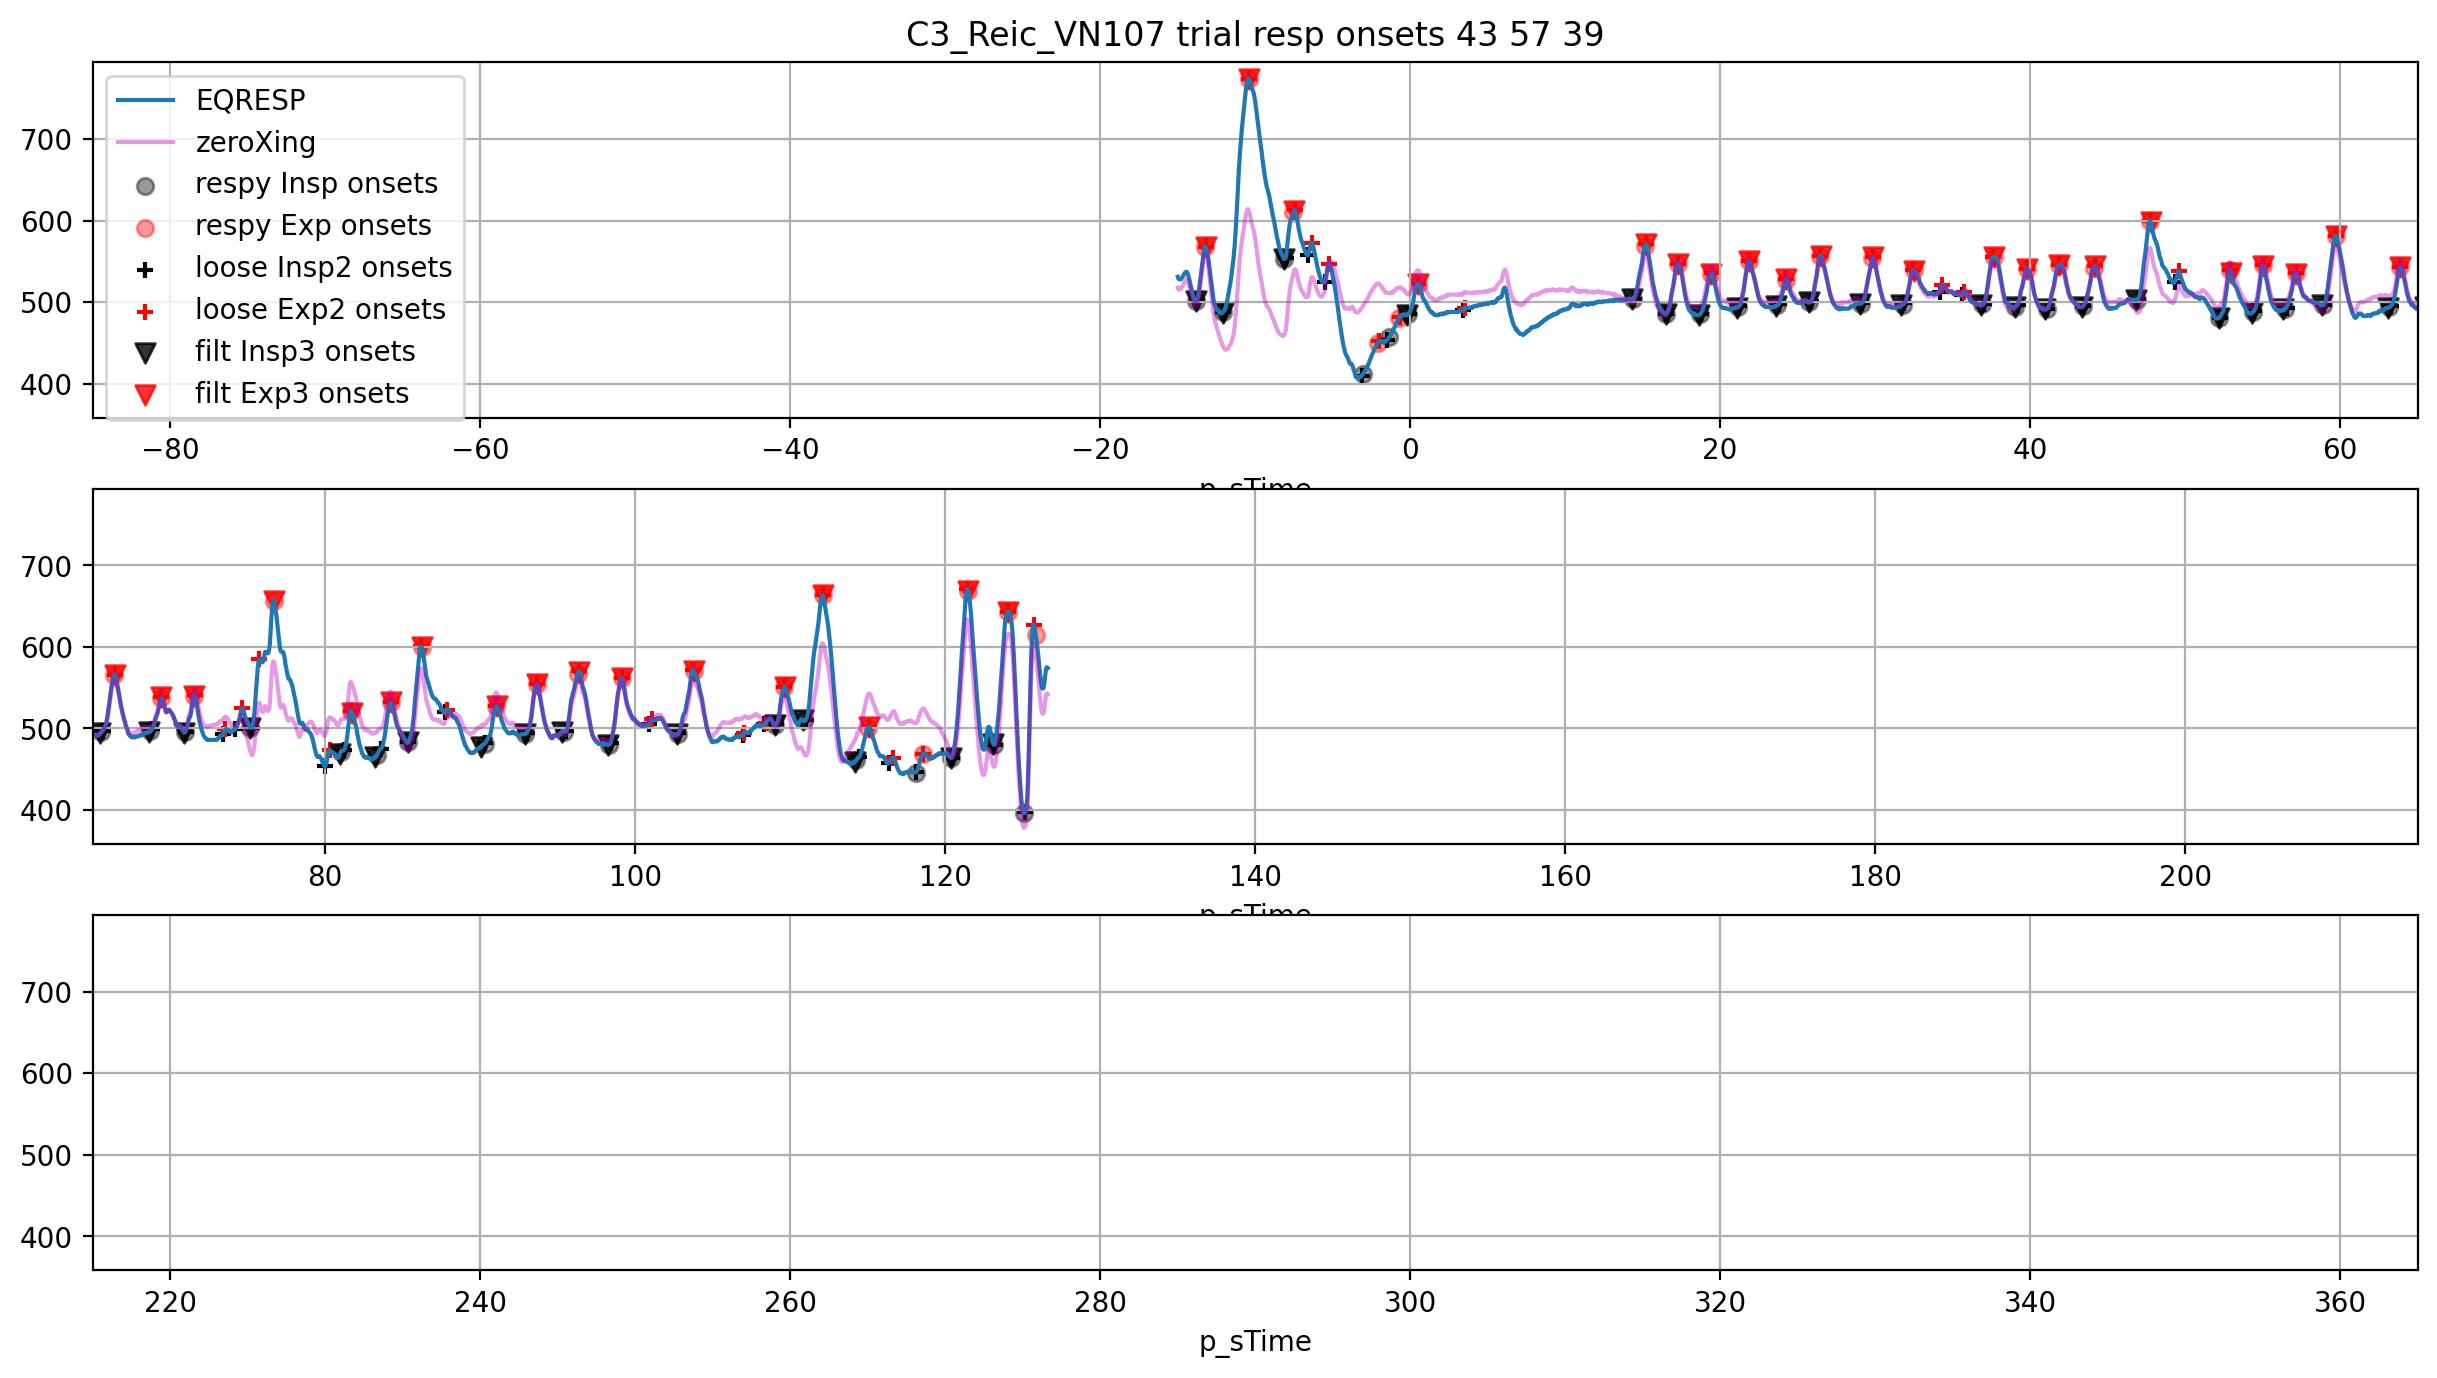 C3_Reic_VN107 trial resp onsets 43 57 39
EQRESP
zeroXing
respy Insp onsets
respy Exp onsets
loose Insp2 onsets
loose Exp2 onsets
filt Insp3 onsets
filt Exp3 onsets
700
600
500
400
−80 −60 −40 −20 0 20 40 60
p_sTime
700
600
500
400
80 100 120 140 160 180 200
p_sTime
700
600
500
400
220 240 260 280 300 320 340 360
p_sTime